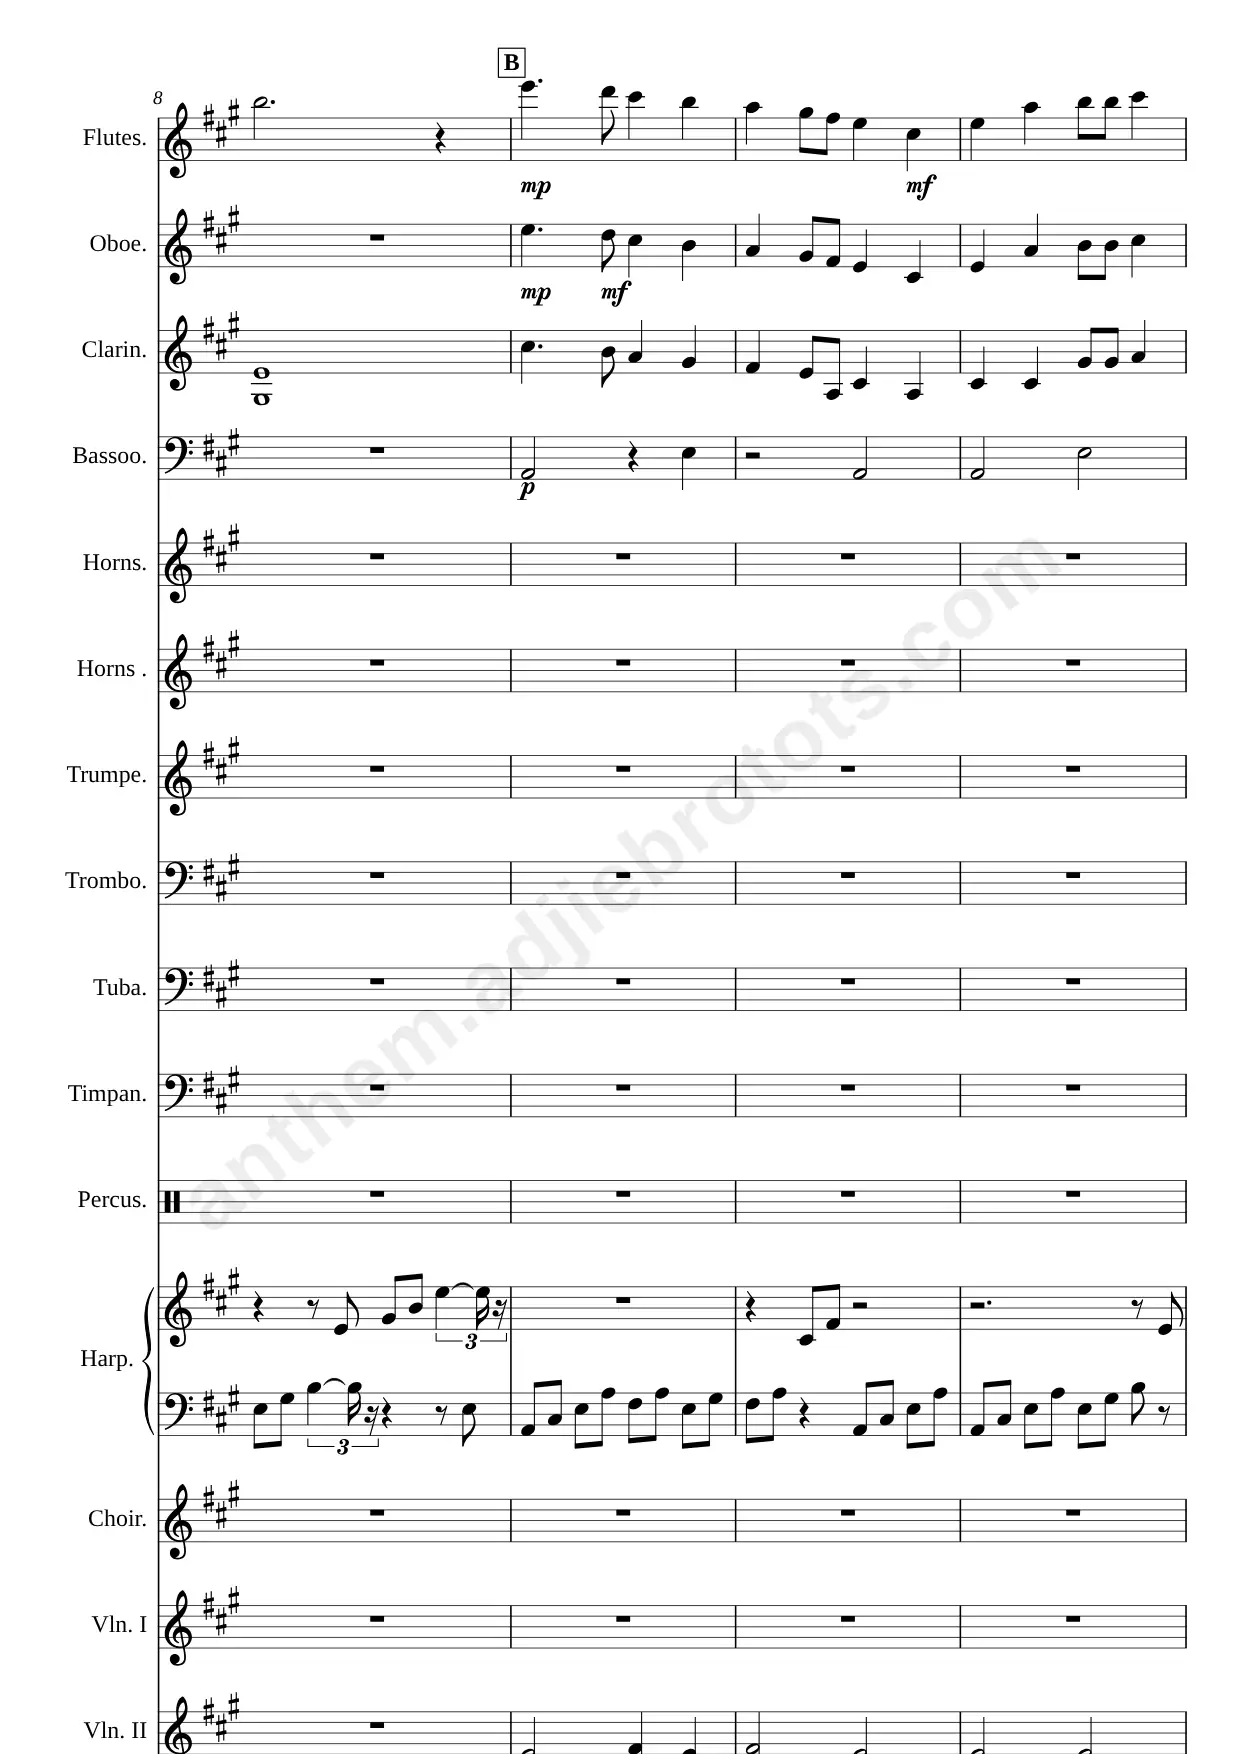 B
8
Flutes.
mp
mf
Oboe.
mp mf
Clarin.
Bassoo.
p
Horns.
Horns .
Trumpe.
Trombo.
Tuba.
Timpan.
Percus.
Harp.
3
3
Choir.
Vln. I
Vln. II
anthem.adjiebrotots.com